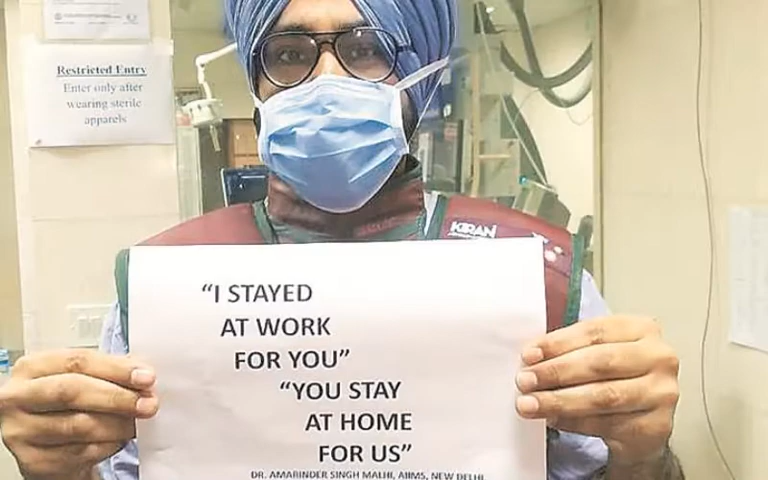 Restricted Entry
Enter only after
wearing sterile
apparels
KIRAN
“I STAYED
AT WORK
FOR YOU”
“YOU STAY
AT HOME
FOR US”
DR. AMARINDER SINGH MALHI, AIIMS, NEW DELHI